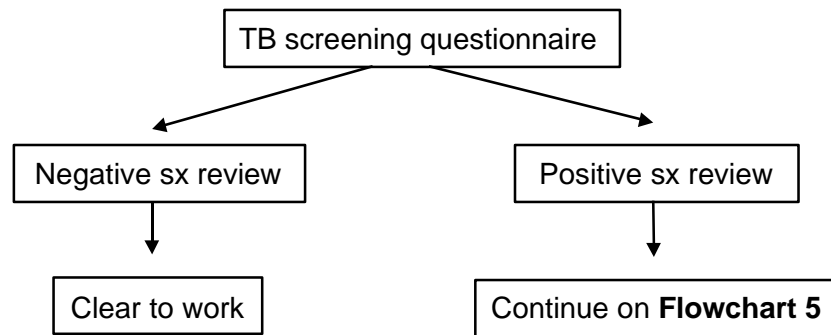 TB screening questionnaire
Negative sx review
Positive sx review
Clear to work
Continue on Flowchart 5